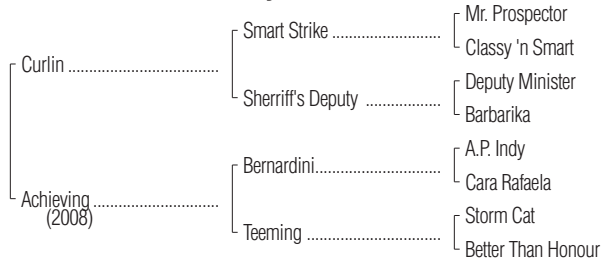 Mr. Prospector
Smart Strike ........................
Classy 'n Smart
Curlin .................................
Deputy Minister
Sherriff's Deputy ................
Barbarika
A.P. Indy
Bernardini...........................
Cara Rafaela
Achieving ...........................
(2008)
Storm Cat
Teeming .............................
Better Than Honour